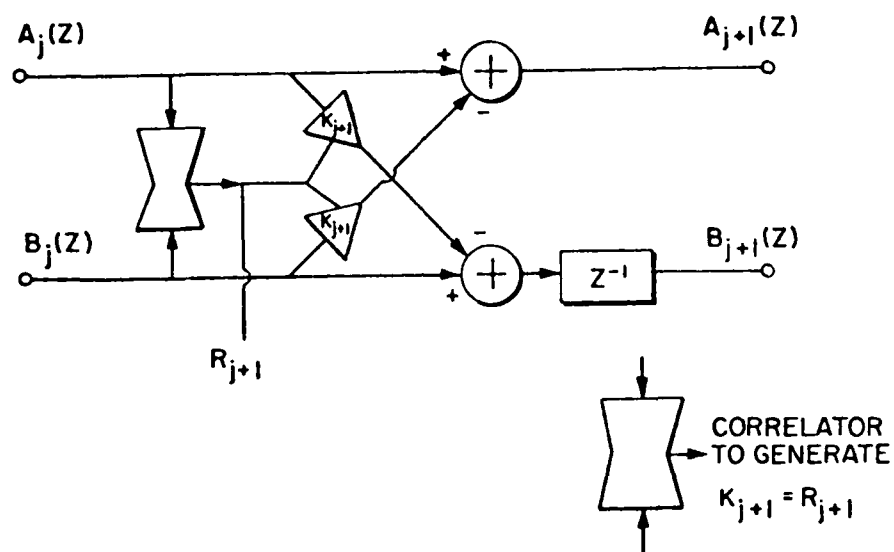 A_j(Z)
A_{j+1}(Z)
+
+
-
K_{j+1}
K_{j+1}
B_j(Z)
-
+
+
Z^{-1}
B_{j+1}(Z)
R_{j+1}
CORRELATOR
TO GENERATE
K_{j+1} = R_{j+1}